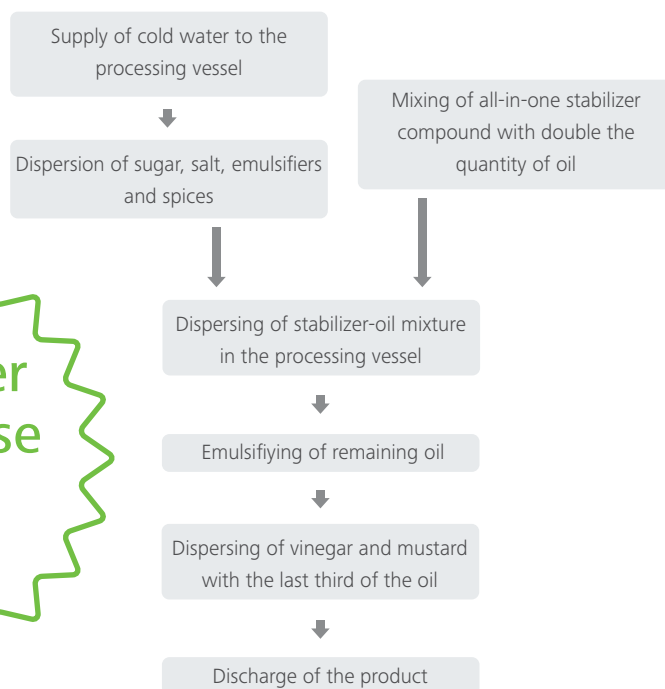 Supply of cold water to the
processing vessel
Mixing of all-in-one stabilizer
compound with double the
quantity of oil
Dispersion of sugar, salt, emulsifiers
and spices
Dispersing of stabilizer-oil mixture
in the processing vessel
er
se
Emulsifiying of remaining oil
Dispersing of vinegar and mustard
with the last third of the oil
Discharge of the product